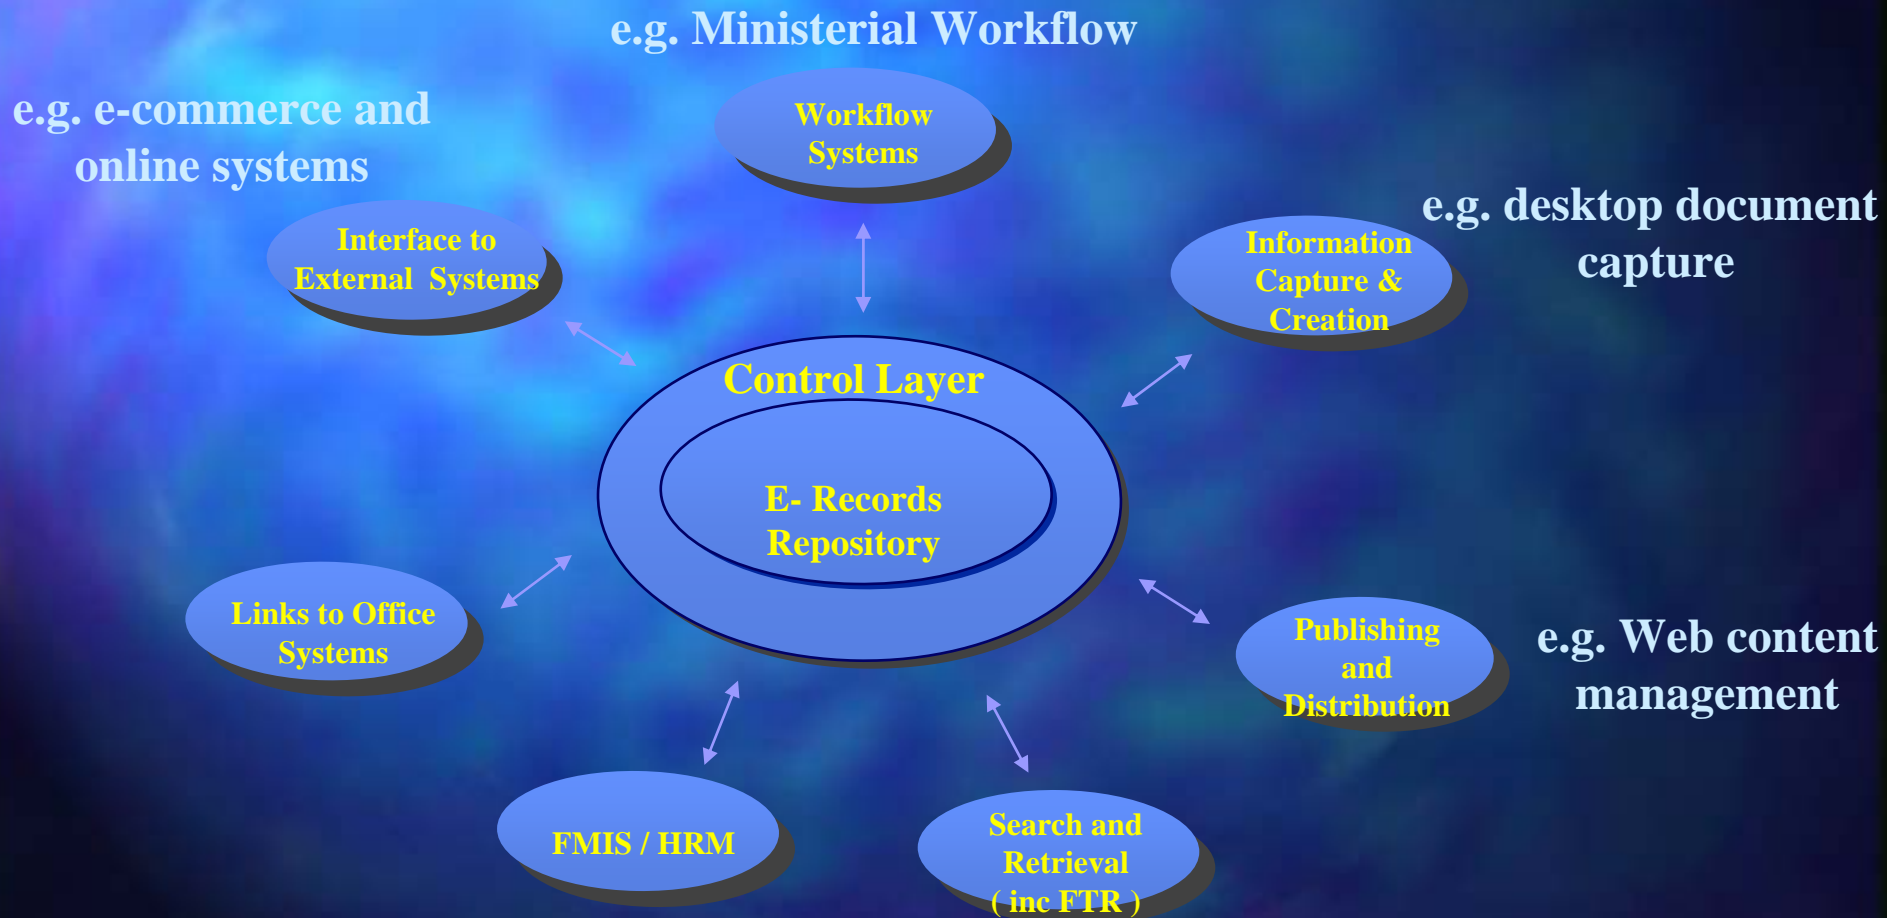 e.g. Ministerial Workflow
e.g. e-commerce and
online systems
Workflow
Systems
Interface to
External Systems
Information
Capture &
Creation
e.g. desktop document
capture
Control Layer
E- Records
Repository
Links to Office
Systems
Publishing
and
Distribution
e.g. Web content
management
FMIS / HRM
Search and
Retrieval
( inc FTR )